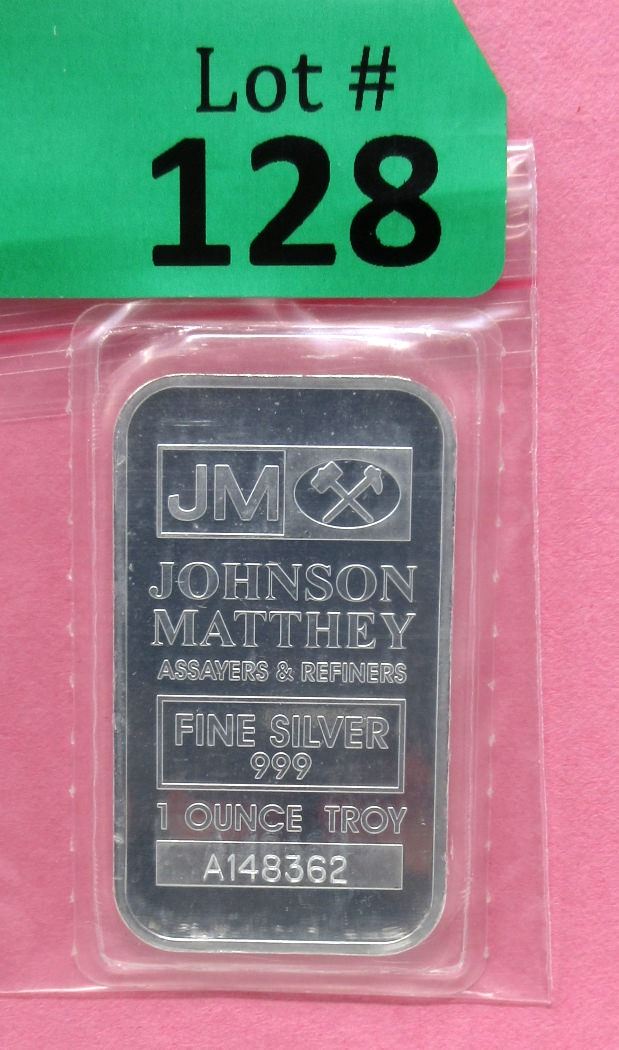 Lot #
128
JM
JOHNSON
MATTHEY
ASSAYERS & REFINERS
FINE SILVER
999
1 OUNCE TROY
A148362